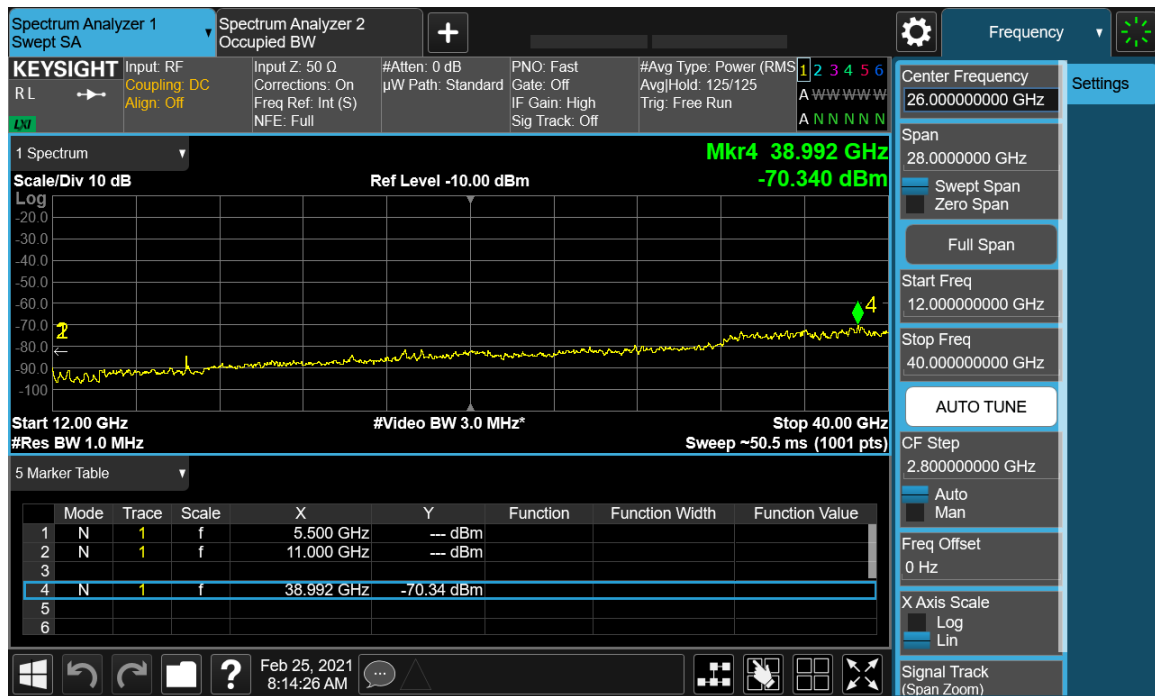 Spectrum Analyzer 1
Swept SA
Spectrum Analyzer 2
Occupied BW
Frequency
KEYSIGHT
R L
LXI
Input: RF
Coupling: DC
Align: Off
Input Z: 50 Ω
Corrections: On
Freq Ref: Int (S)
NFE: Full
#Atten: 0 dB
µW Path: Standard
PNO: Fast
Gate: Off
IF Gain: High
Sig Track: Off
#Avg Type: Power (RMS
Avg|Hold: 125/125
Trig: Free Run
1 2 3 4 5 6
A W W W W W
A N N N N N
1 Spectrum
Mkr4 38.992 GHz
Scale/Div 10 dB
Ref Level -10.00 dBm
-70.340 dBm
Log
-20.0
-30.0
-40.0
-50.0
-60.0
-70.0
-80.0
-90.0
-100
4
Start 12.00 GHz
#Video BW 3.0 MHz*
Stop 40.00 GHz
#Res BW 1.0 MHz
Sweep ~50.5 ms (1001 pts)
5 Marker Table
Mode Trace Scale X Y Function Function Width Function Value
1 N 1 f 5.500 GHz --- dBm
2 N 1 f 11.000 GHz --- dBm
3
4 N 1 f 38.992 GHz -70.34 dBm
5
6
?
Feb 25, 2021
8:14:26 AM
Center Frequency
26.000000000 GHz
Settings
Span
28.0000000 GHz
Swept Span
Zero Span
Full Span
Start Freq
12.000000000 GHz
Stop Freq
40.000000000 GHz
AUTO TUNE
CF Step
2.800000000 GHz
Auto
Man
Freq Offset
0 Hz
X Axis Scale
Log
Lin
Signal Track
(Span Zoom)